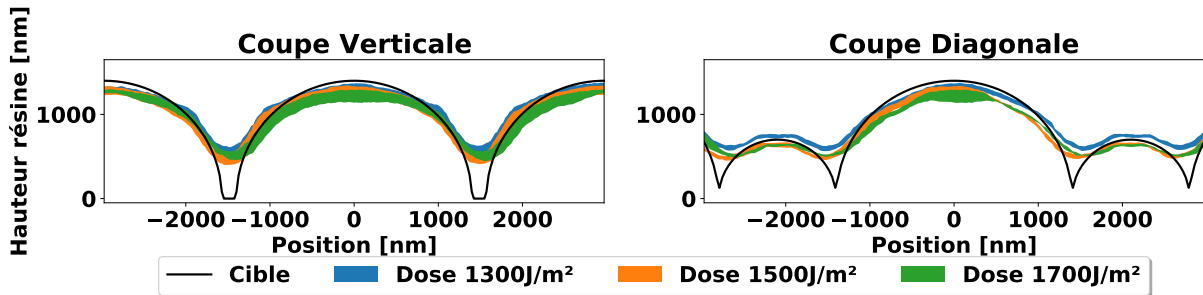 Coupe Verticale
Coupe Diagonale
Hauteur résine [nm]
1000
0
−2000 −1000 0 1000 2000
Position [nm]
1000
0
−2000 −1000 0 1000 2000
Position [nm]
Cible
Dose 1300J/m²
Dose 1500J/m²
Dose 1700J/m²